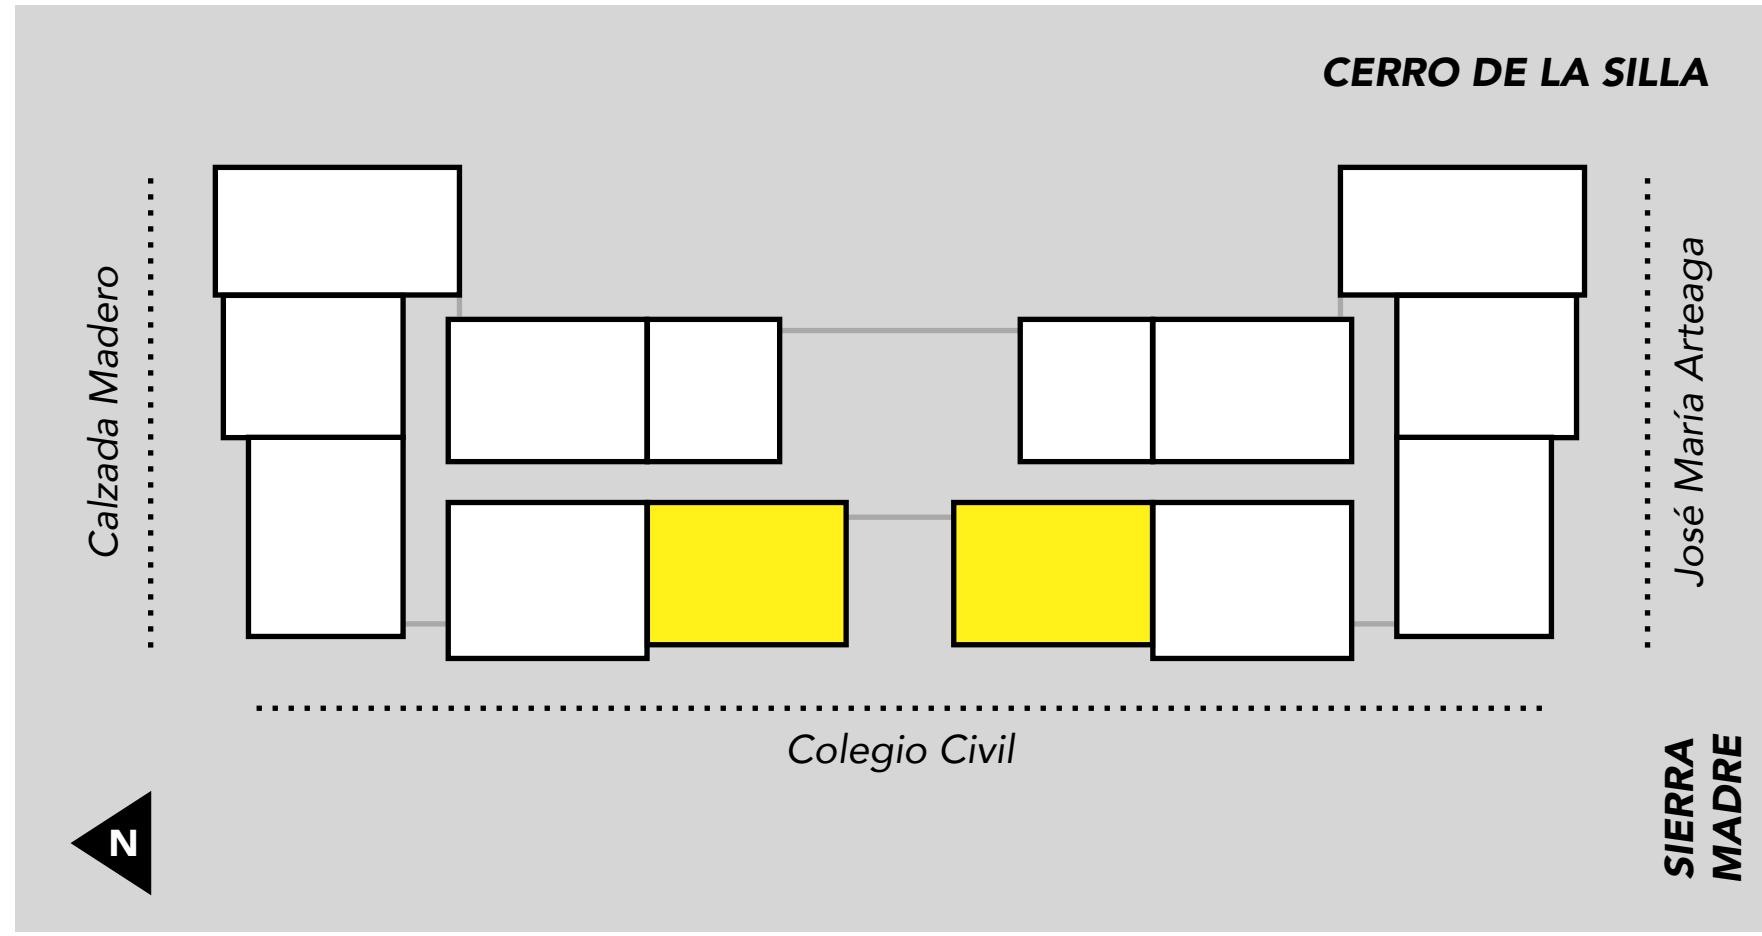 CERRO DE LA SILLA
Calzada Madero
José María Arteaga
Colegio Civil
N
SIERRA
MADRE